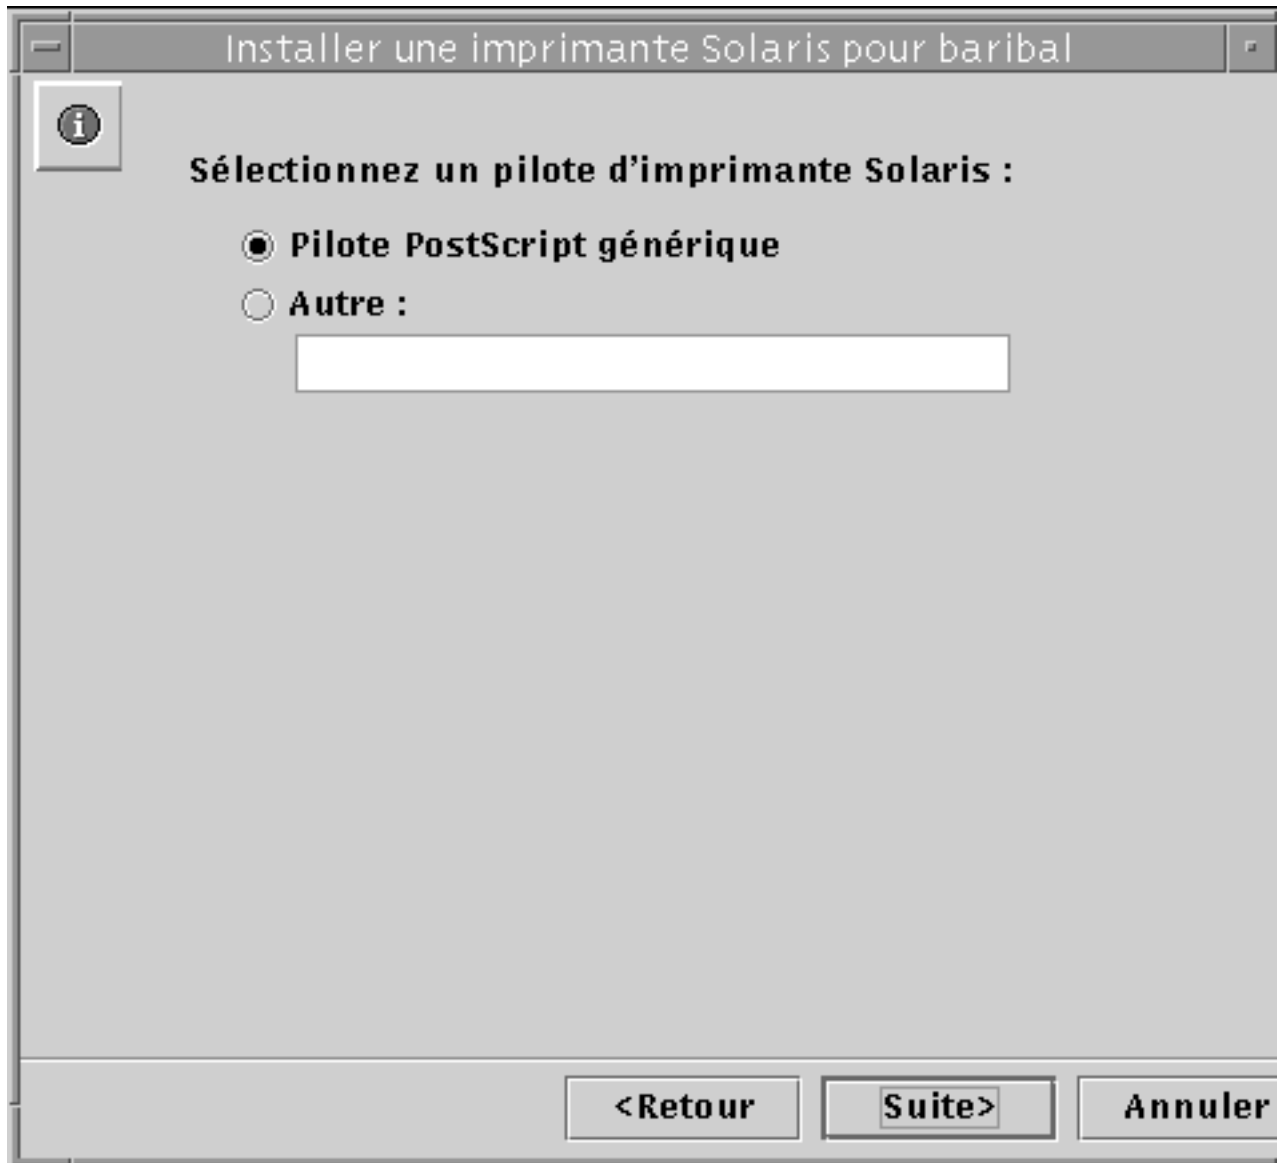 Installer une imprimante Solaris pour baribal
Sélectionnez un pilote d'imprimante Solaris :
Pilote PostScript générique
Autre :
<Retour
Suite>
Annuler